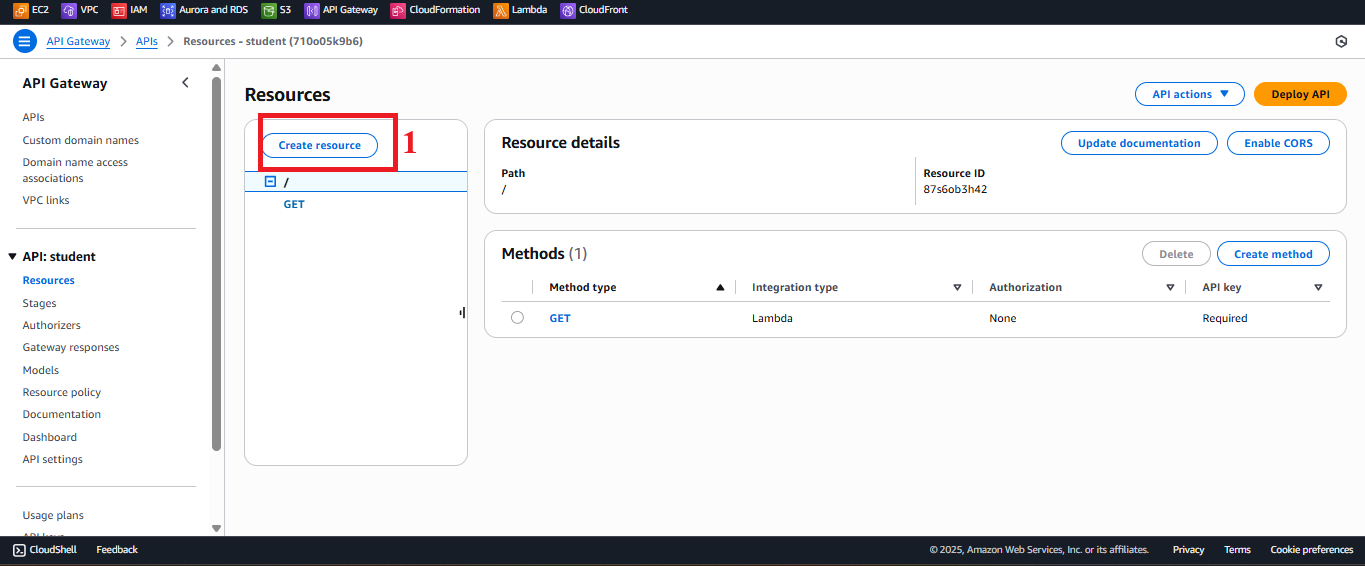 EC2 VPC IAM Aurora and RDS S3 API Gateway CloudFormation Lambda CloudFront
API Gateway > APIs > Resources - student (710o05k9b6)
API Gateway
APIs
Custom domain names
Domain name access
associations
VPC links
API: student
Resources
Stages
Authorizers
Gateway responses
Models
Resource policy
Documentation
Dashboard
API settings
Usage plans
API keys
Resources
API actions
Deploy API
Create resource
1
/
GET
Resource details
Update documentation
Enable CORS
Path
/
Resource ID
87s6ob3h42
Methods (1)
Delete
Create method
Method type Integration type Authorization API key
GET Lambda None Required
CloudShell Feedback © 2025, Amazon Web Services, Inc. or its affiliates. Privacy Terms Cookie preferences